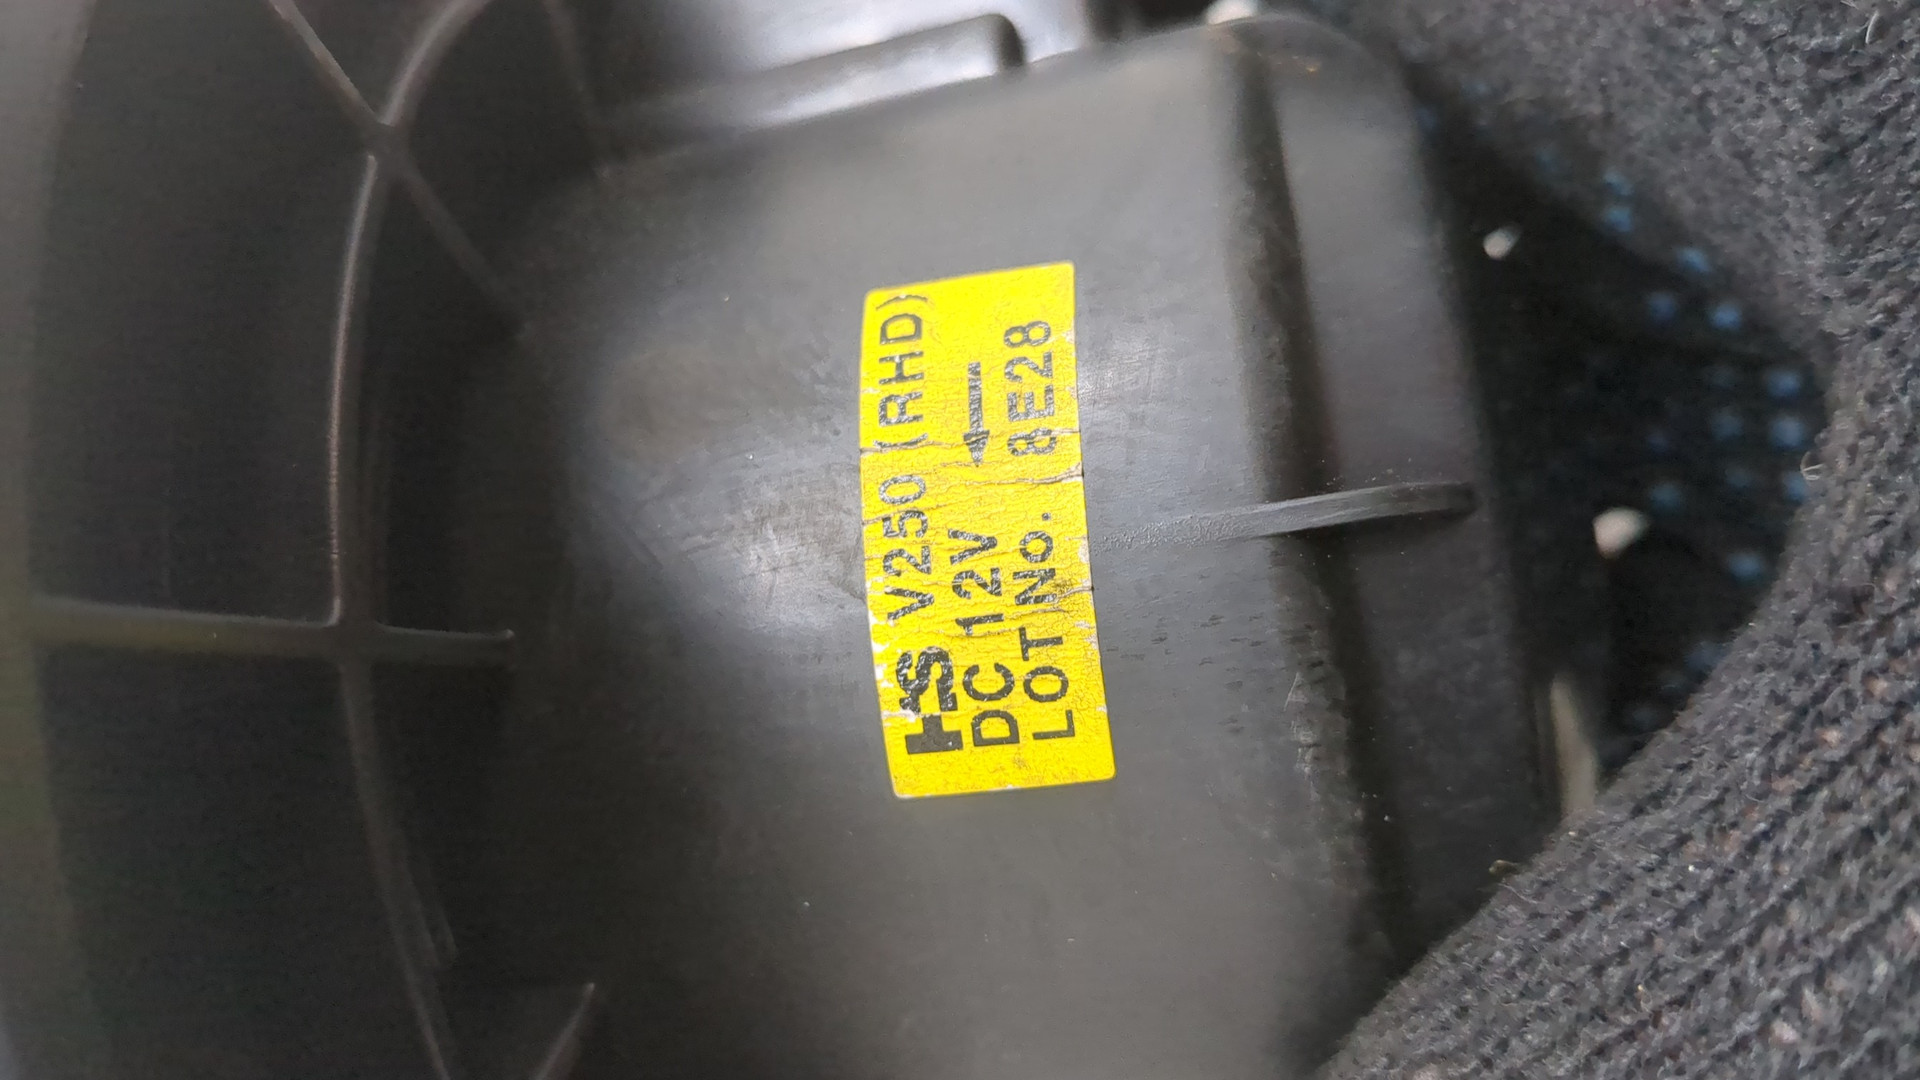 HS V250 (RHD)
DC 12V ←
LOT NO. 8E28